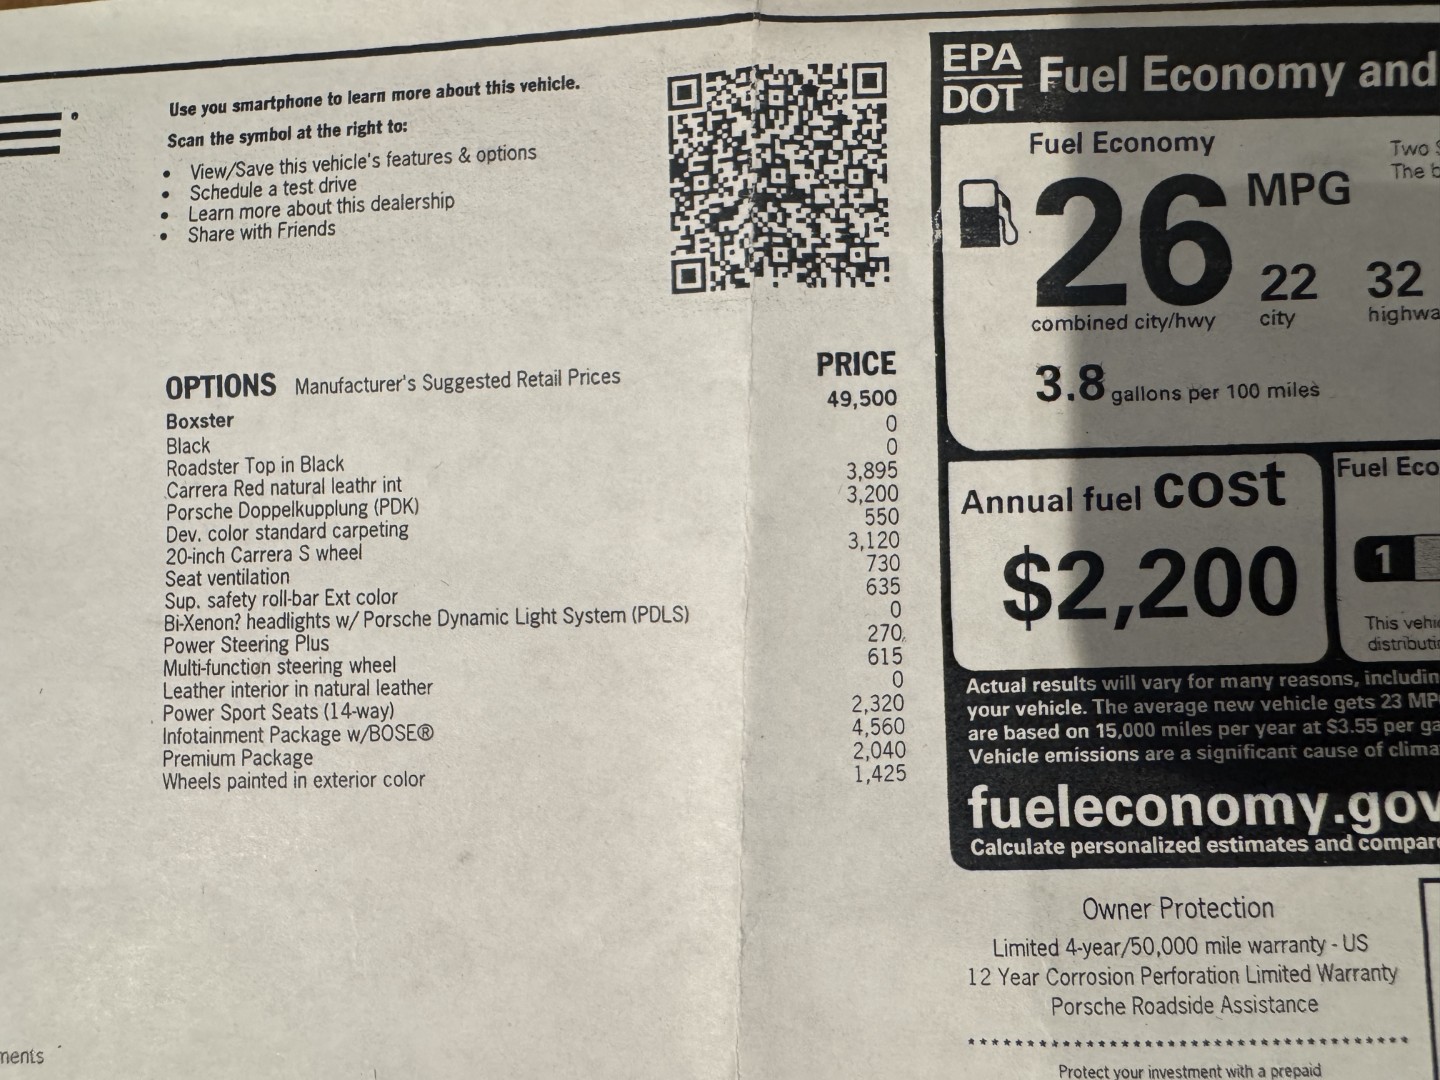 Use you smartphone to learn more about this vehicle.
Scan the symbol at the right to:
• View/Save this vehicle's features & options
• Schedule a test drive
• Learn more about this dealership
• Share with Friends
OPTIONS Manufacturer's Suggested Retail Prices PRICE
Boxster 49,500
Black 0
Roadster Top in Black 0
Carrera Red natural leathr int 3,895
Porsche Doppelkupplung (PDK) 3,200
Dev. color standard carpeting 550
20-inch Carrera S wheel 3,120
Seat ventilation 730
Sup. safety roll-bar Ext color 635
Bi-Xenon? headlights w/ Porsche Dynamic Light System (PDLS) 0
Power Steering Plus 270
Multi-function steering wheel 615
Leather interior in natural leather 0
Power Sport Seats (14-way) 2,320
Infotainment Package w/BOSE® 4,560
Premium Package 2,040
Wheels painted in exterior color 1,425
ments
EPA
DOT
Fuel Economy and
Fuel Economy
26 MPG
Two S
The b
22 32
combined city/hwy city highwa
3.8 gallons per 100 miles
Annual fuel cost
$2,200
Fuel Eco
1
This vehi
distributi
Actual results will vary for many reasons, includin
your vehicle. The average new vehicle gets 23 MP
are based on 15,000 miles per year at $3.55 per ga
Vehicle emissions are a significant cause of clima
fueleconomy.gov
Calculate personalized estimates and compar
Owner Protection
Limited 4-year/50,000 mile warranty - US
12 Year Corrosion Perforation Limited Warranty
Porsche Roadside Assistance
************************************
Protect your investment with a prepaid